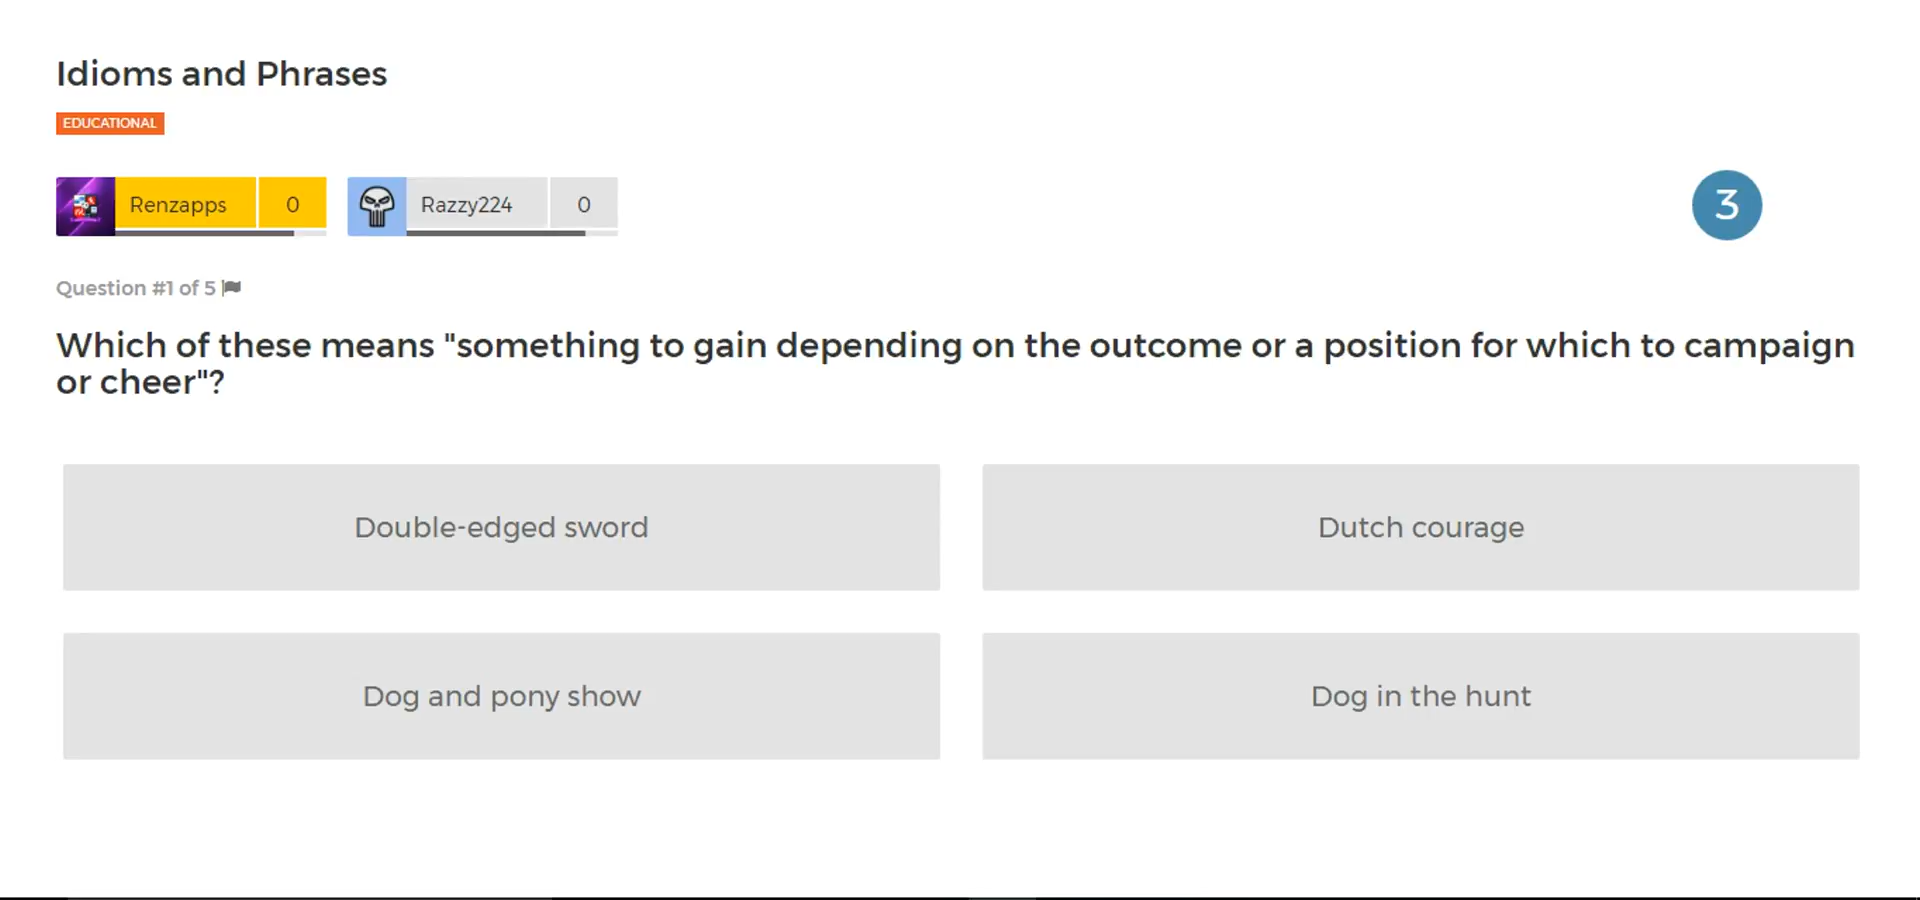 Idioms and Phrases
EDUCATIONAL
Renzapps 0 Razzy224 0 3
Question #1 of 5
Which of these means "something to gain depending on the outcome or a position for which to campaign
or cheer"?
Double-edged sword Dutch courage
Dog and pony show Dog in the hunt